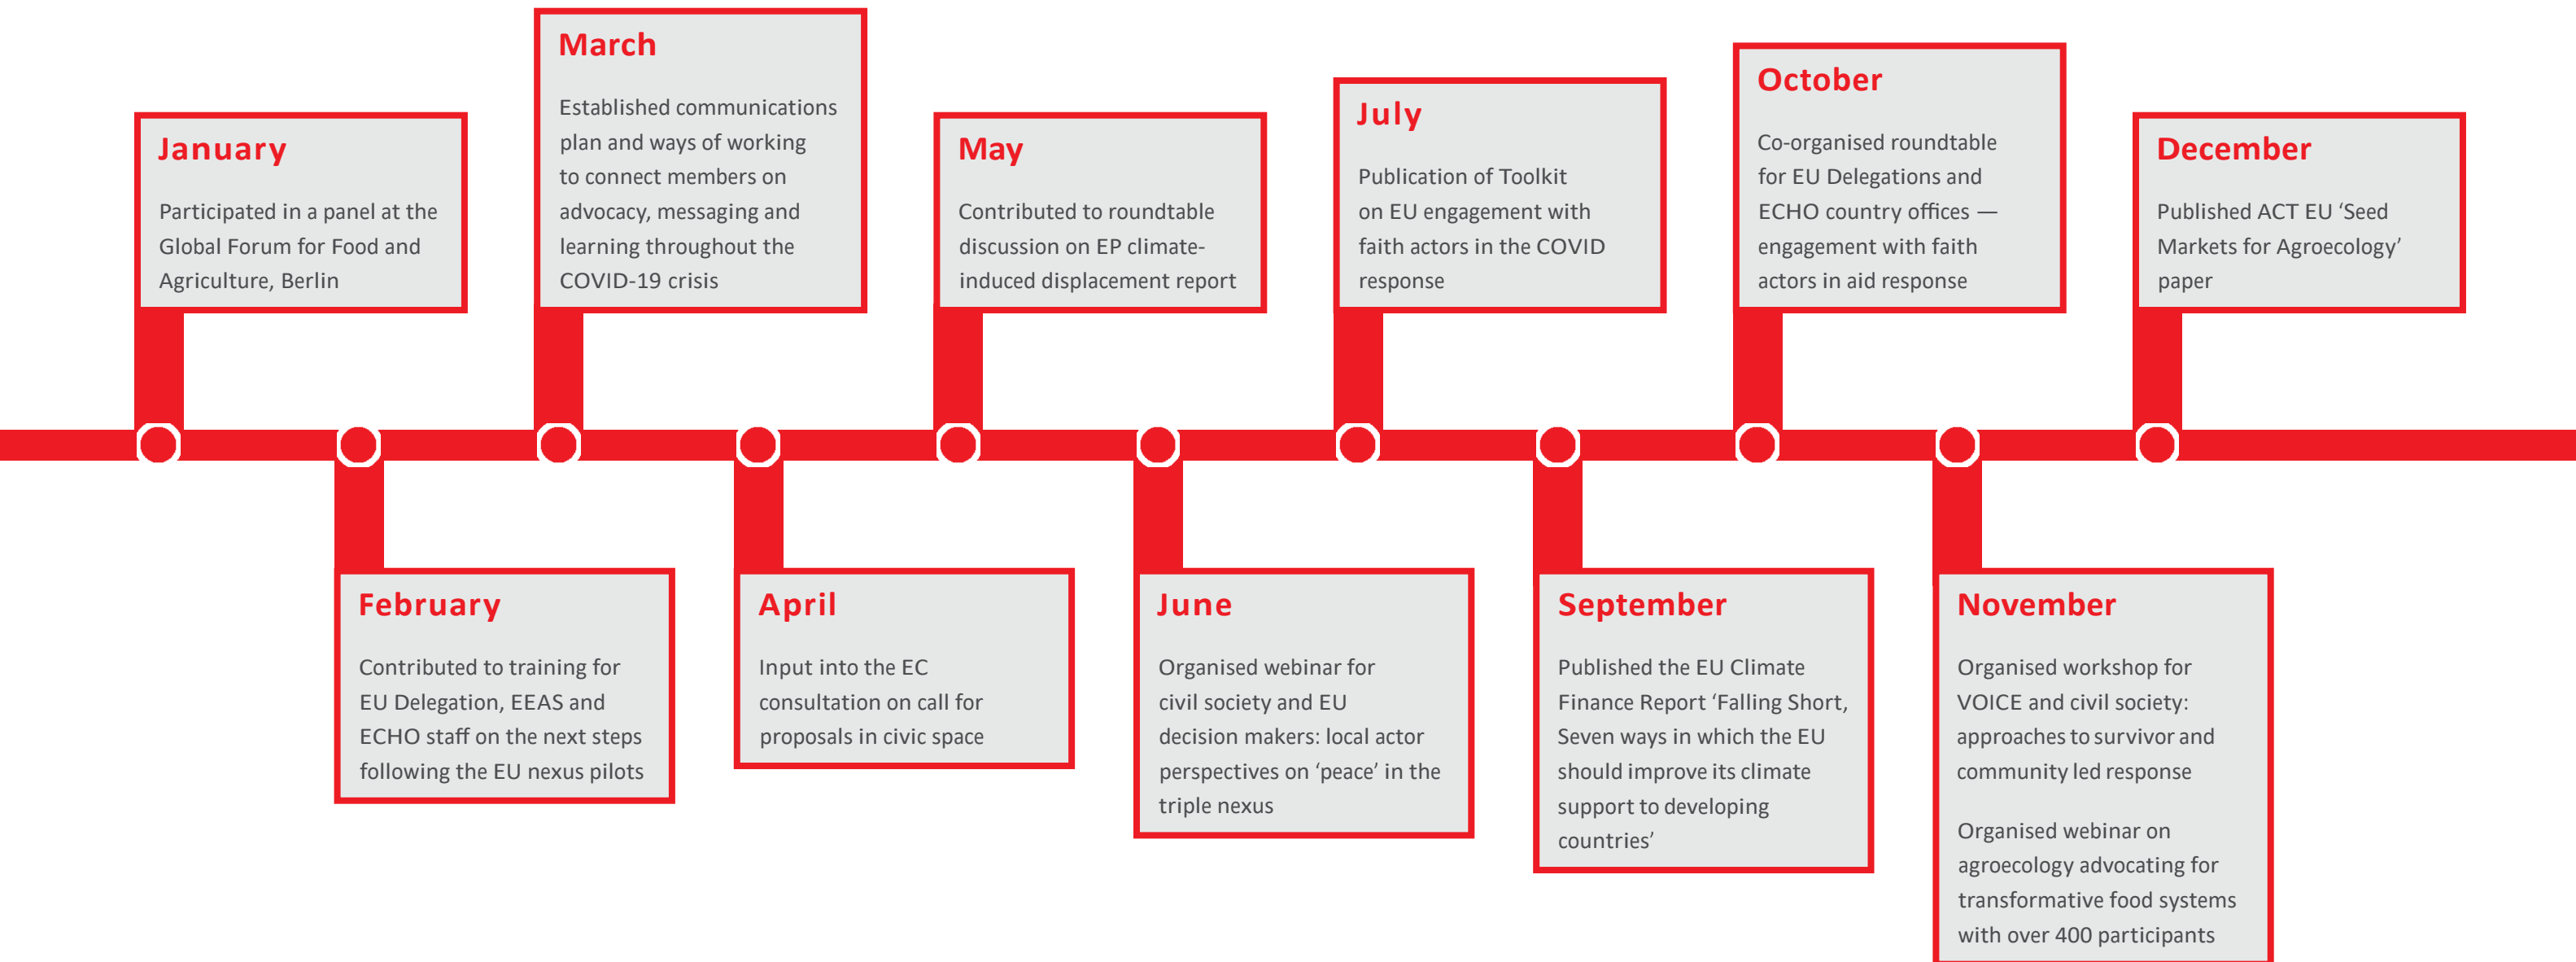 January
Participated in a panel at the
Global Forum for Food and
Agriculture, Berlin
February
Contributed to training for
EU Delegation, EEAS and
ECHO staff on the next steps
following the EU nexus pilots
March
Established communications
plan and ways of working
to connect members on
advocacy, messaging and
learning throughout the
COVID-19 crisis
April
Input into the EC
consultation on call for
proposals in civic space
May
Contributed to roundtable
discussion on EP climate-
induced displacement report
June
Organised webinar for
civil society and EU
decision makers: local actor
perspectives on ‘peace’ in the
triple nexus
July
Publication of Toolkit
on EU engagement with
faith actors in the COVID
response
September
Published the EU Climate
Finance Report ‘Falling Short,
Seven ways in which the EU
should improve its climate
support to developing
countries’
October
Co-organised roundtable
for EU Delegations and
ECHO country offices —
engagement with faith
actors in aid response
November
Organised workshop for
VOICE and civil society:
approaches to survivor and
community led response
Organised webinar on
agroecology advocating for
transformative food systems
with over 400 participants
December
Published ACT EU ‘Seed
Markets for Agroecology’
paper